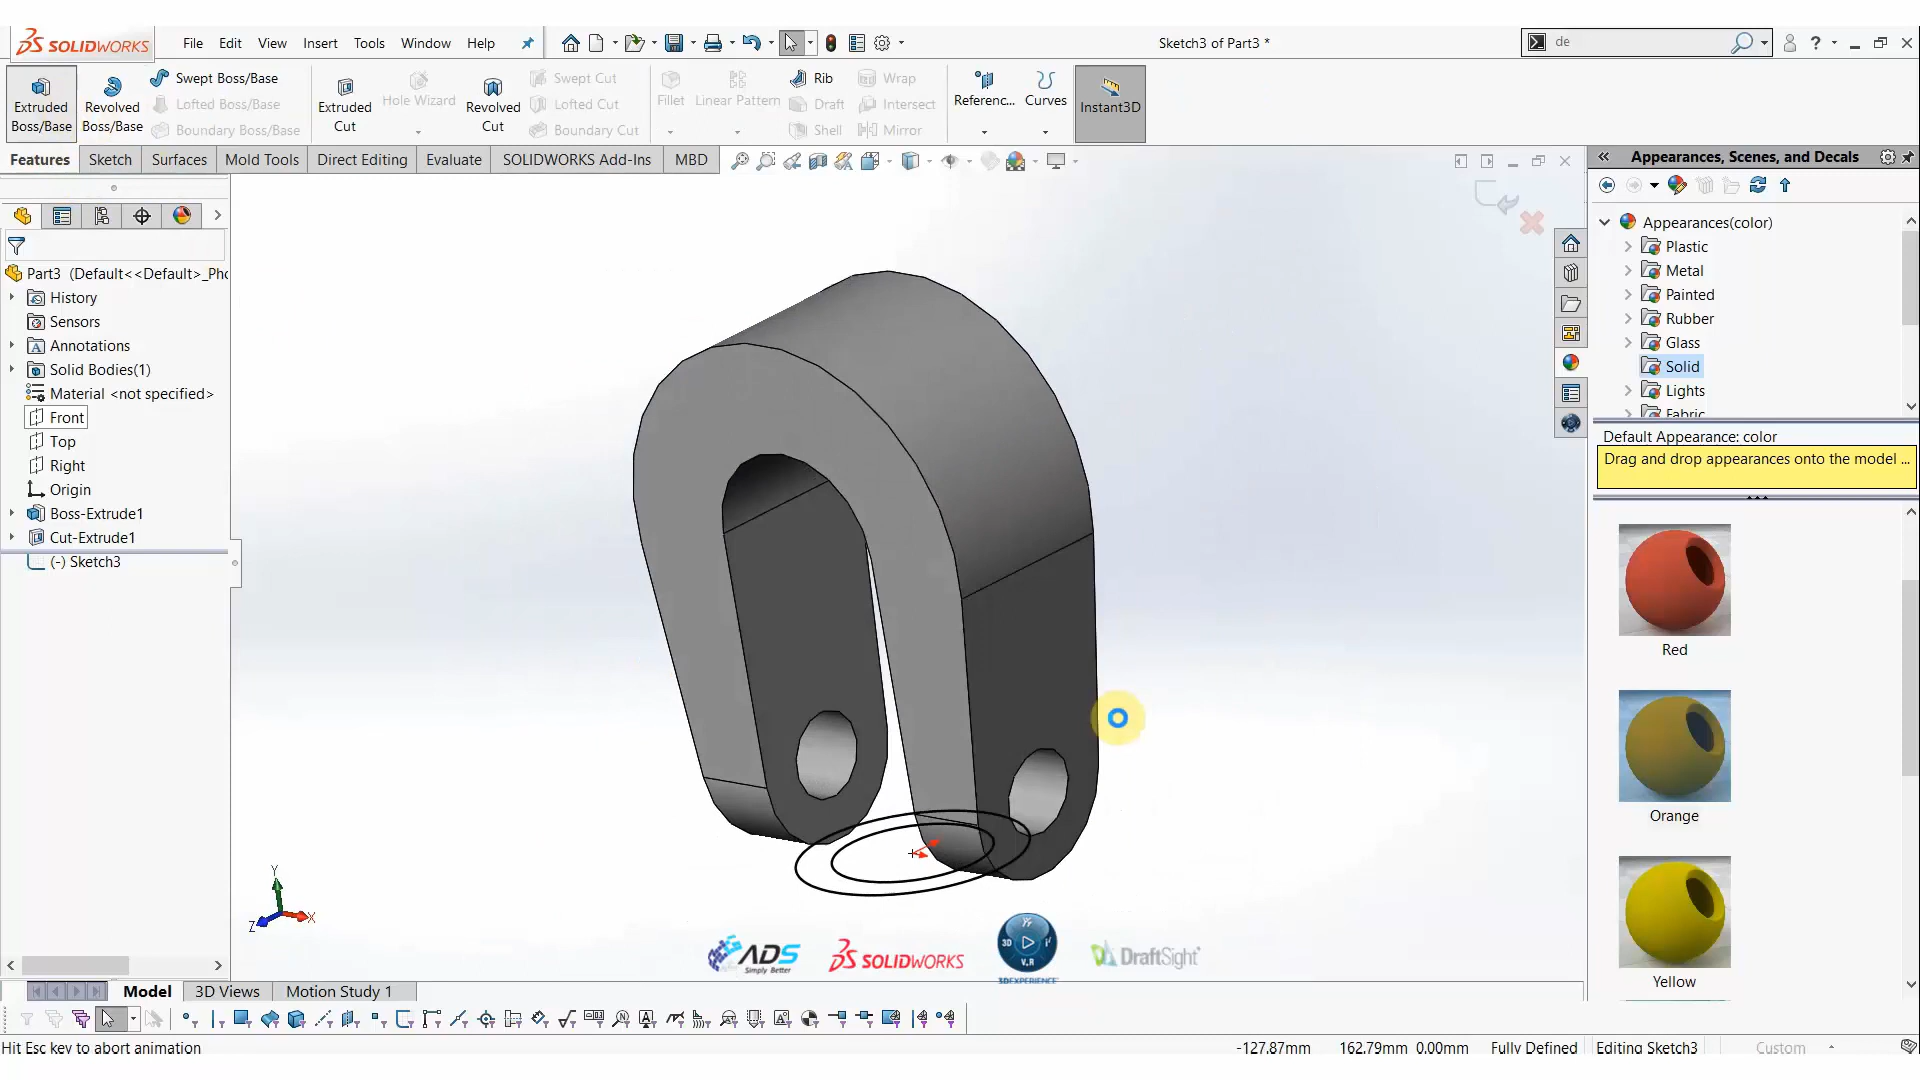 SOLIDWORKS
File Edit View Insert Tools Window Help
Sketch3 of Part3 *
de
Extruded Boss/Base
Revolved Boss/Base
Swept Boss/Base
Lofted Boss/Base
Boundary Boss/Base
Extruded Cut
Hole Wizard
Revolved Cut
Swept Cut
Lofted Cut
Boundary Cut
Fillet
Linear Pattern
Rib
Draft
Shell
Wrap
Intersect
Mirror
Referenc...
Curves
Instant3D
Features Sketch Surfaces Mold Tools Direct Editing Evaluate SOLIDWORKS Add-Ins MBD
Part3 (Default<<Default>_Pho
History
Sensors
Annotations
Solid Bodies(1)
Material <not specified>
Front
Top
Right
Origin
Boss-Extrude1
Cut-Extrude1
(-) Sketch3
Y
Z
X
ADS
Simply Better
SOLIDWORKS
3D
V.R
3DEXPERIENCE
DraftSight
Appearances, Scenes, and Decals
Appearances(color)
Plastic
Metal
Painted
Rubber
Glass
Solid
Lights
Fabric
Default Appearance: color
Drag and drop appearances onto the model ...
Red
Orange
Yellow
Model 3D Views Motion Study 1
Hit Esc key to abort animation
-127.87mm 162.79mm 0.00mm Fully Defined Editing Sketch3 Custom